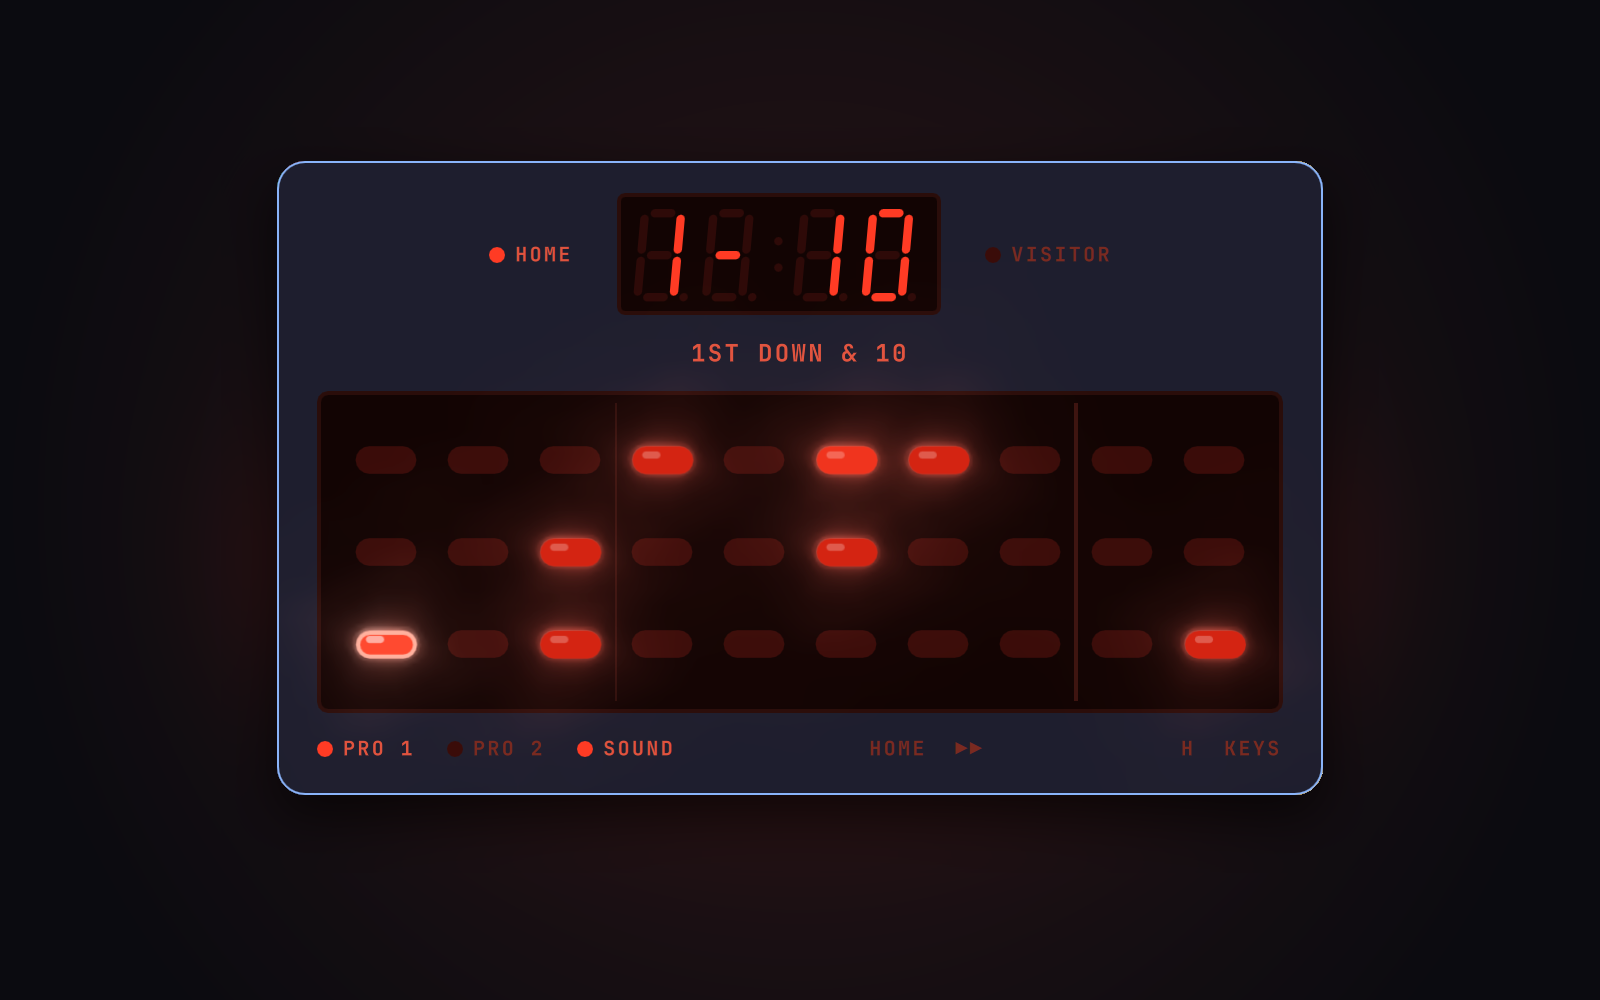 HOME 1- 10 VISITOR
1ST DOWN & 10
PRO 1 PRO 2 SOUND HOME ▶▶ H KEYS